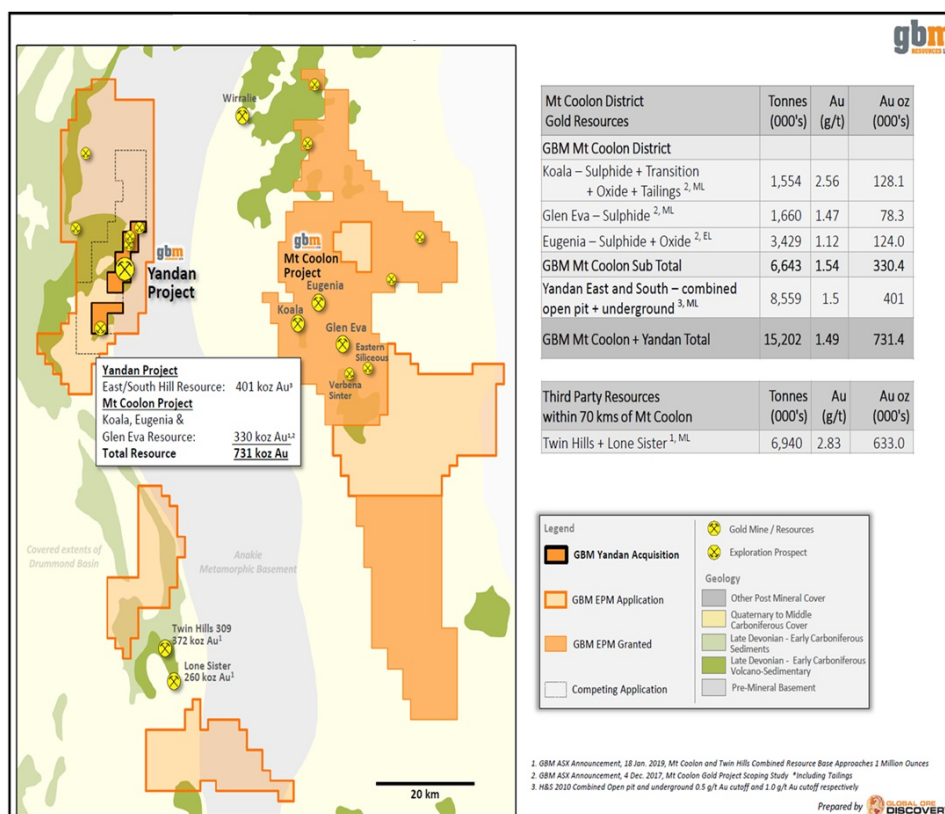 gbm
RESOURCES
Wirralie
gbm
Yandan
Project
gbm
Mt Coolon
Project
Eugenia
Koala
Glen Eva
Eastern
Siliceous
Verbena
Sinter
Yandan Project
East/South Hill Resource: 401 koz Au³
Mt Coolon Project
Koala, Eugenia &
Glen Eva Resource: 330 koz Au¹,²
Total Resource 731 koz Au
Covered extents of
Drummond Basin
Anakie
Metamorphic Basement
Twin Hills 309
372 koz Au¹
Lone Sister
260 koz Au¹
20 km
Mt Coolon District Tonnes Au Au oz
Gold Resources (000's) (g/t) (000's)
GBM Mt Coolon District
Koala – Sulphide + Transition
+ Oxide + Tailings ², ML 1,554 2.56 128.1
Glen Eva – Sulphide ², ML 1,660 1.47 78.3
Eugenia – Sulphide + Oxide ², EL 3,429 1.12 124.0
GBM Mt Coolon Sub Total 6,643 1.54 330.4
Yandan East and South – combined
open pit + underground ³, ML 8,559 1.5 401
GBM Mt Coolon + Yandan Total 15,202 1.49 731.4
Third Party Resources Tonnes Au Au oz
within 70 kms of Mt Coolon (000's) (g/t) (000's)
Twin Hills + Lone Sister ¹, ML 6,940 2.83 633.0
Legend
GBM Yandan Acquisition
GBM EPM Application
GBM EPM Granted
Competing Application
Gold Mine / Resources
Exploration Prospect
Geology
Other Post Mineral Cover
Quaternary to Middle
Carboniferous Cover
Late Devonian - Early Carboniferous
Sediments
Late Devonian - Early Carboniferous
Volcano-Sedimentary
Pre-Mineral Basement
1. GBM ASX Announcement, 18 Jan. 2019, Mt Coolon and Twin Hills Combined Resource Base Approaches 1 Million Ounces
2. GBM ASX Announcement, 4 Dec. 2017, Mt Coolon Gold Project Scoping Study *Including Tailings
3. H&S 2010 Combined Open pit and underground 0.5 g/t Au cutoff and 1.0 g/t Au cutoff respectively
Prepared by GLOBAL ORE
DISCOVER